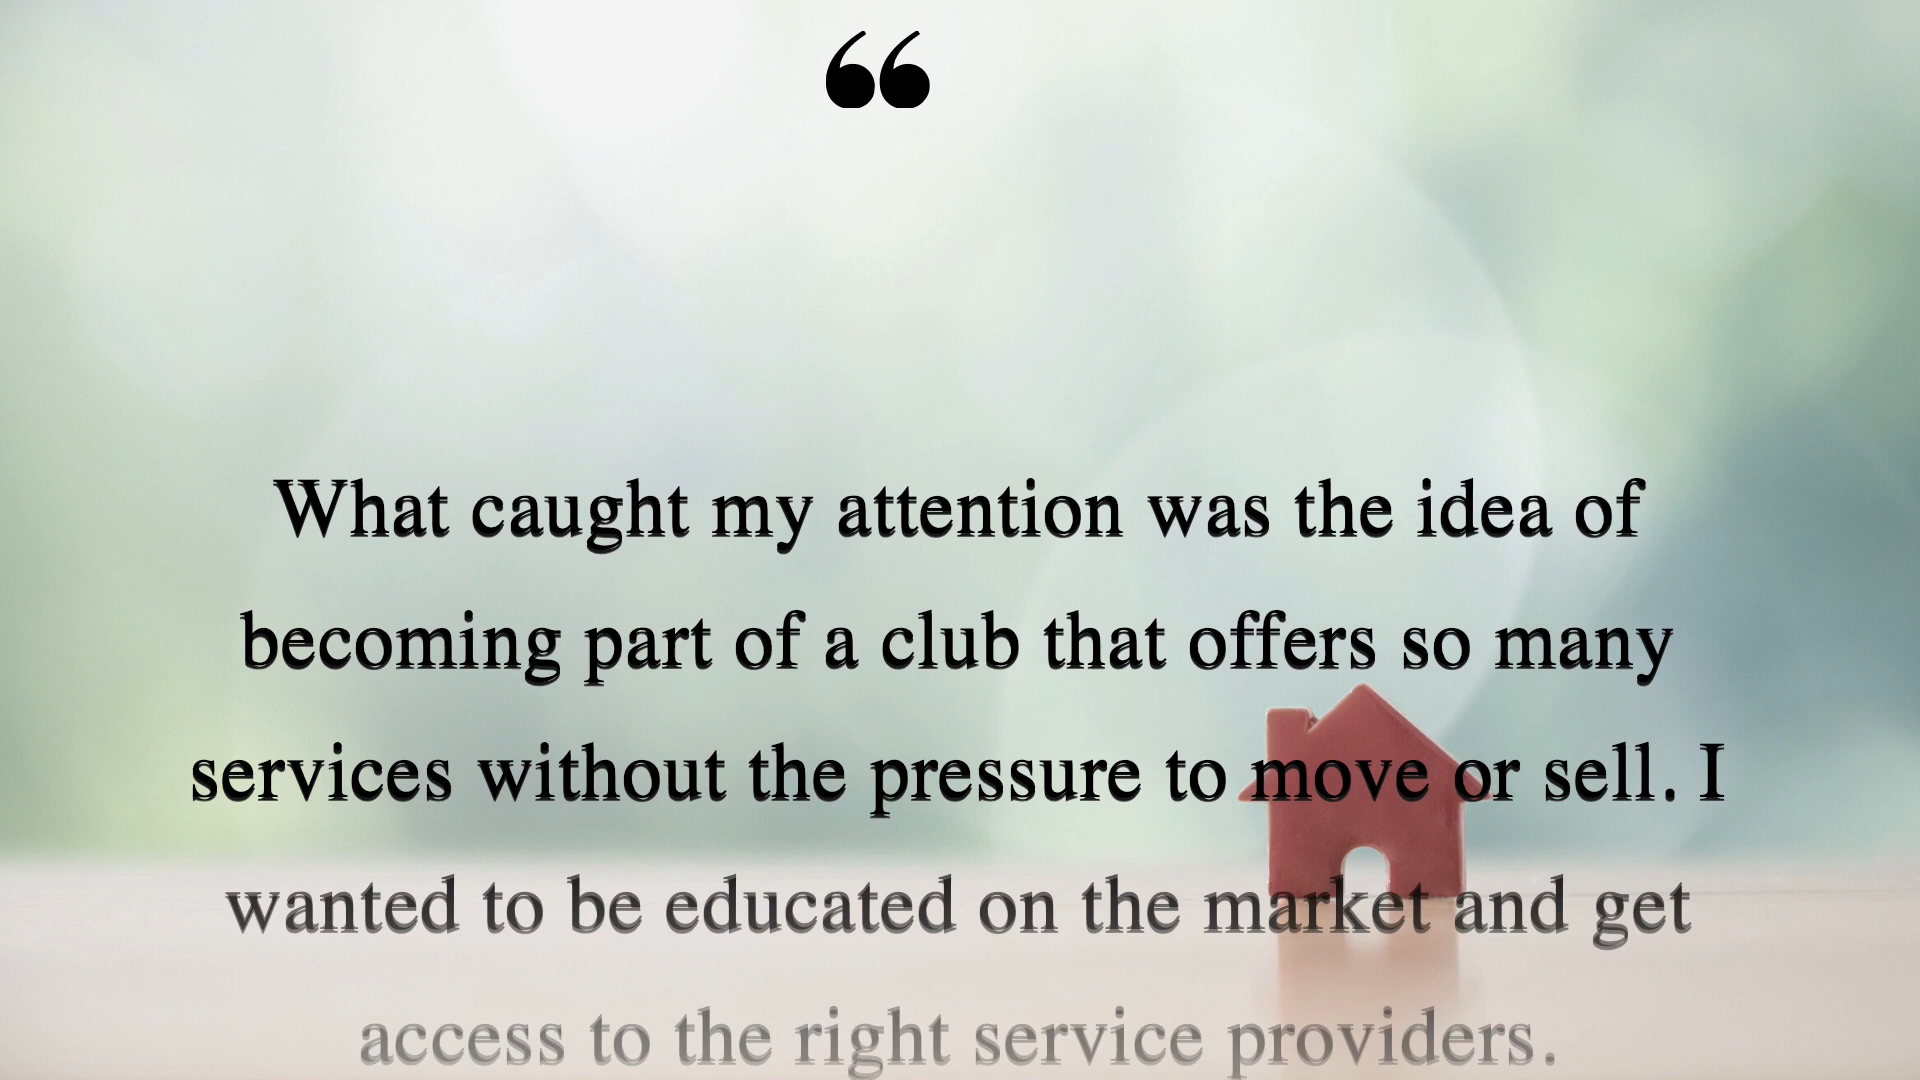 “
What caught my attention was the idea of
becoming part of a club that offers so many
services without the pressure to move or sell. I
wanted to be educated on the market and get
access to the right service providers.